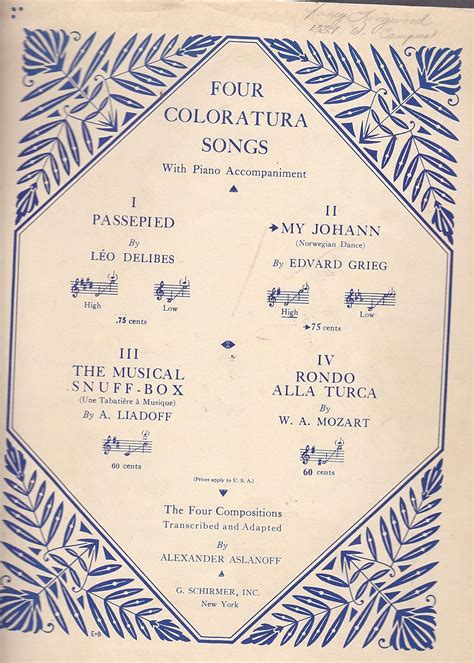 Nancy
1331 W. Campus
FOUR
COLORATURA
SONGS
With Piano Accompaniment
I
PASSEPIED
By
LÉO DELIBES
High
Low
.75 cents
II
MY JOHANN
(Norwegian Dance)
By EDVARD GRIEG
High
Low
75 cents
III
THE MUSICAL
SNUFF-BOX
(Une Tabatière à Musique)
By A. LIADOFF
60 cents
IV
RONDO
ALLA TURCA
By
W. A. MOZART
60 cents
(Prices apply to U. S. A.)
The Four Compositions
Transcribed and Adapted
By
ALEXANDER ASLANOFF
G. SCHIRMER, INC.
New York
E+B